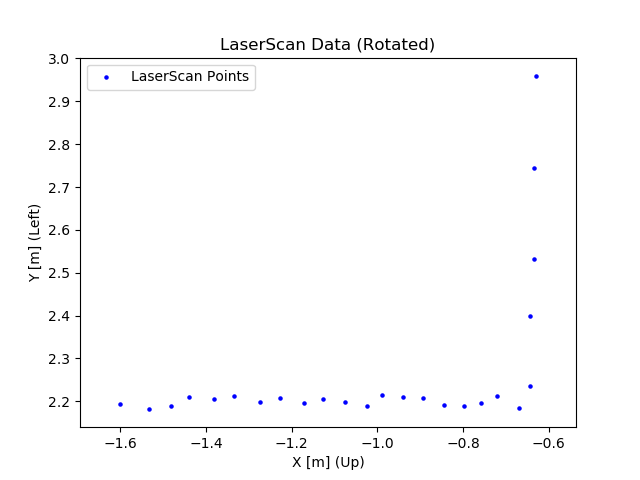 LaserScan Data (Rotated)
LaserScan Points
3.0
2.9
2.8
2.7
2.6
2.5
2.4
2.3
2.2
Y [m] (Left)
−1.6 −1.4 −1.2 −1.0 −0.8 −0.6
X [m] (Up)